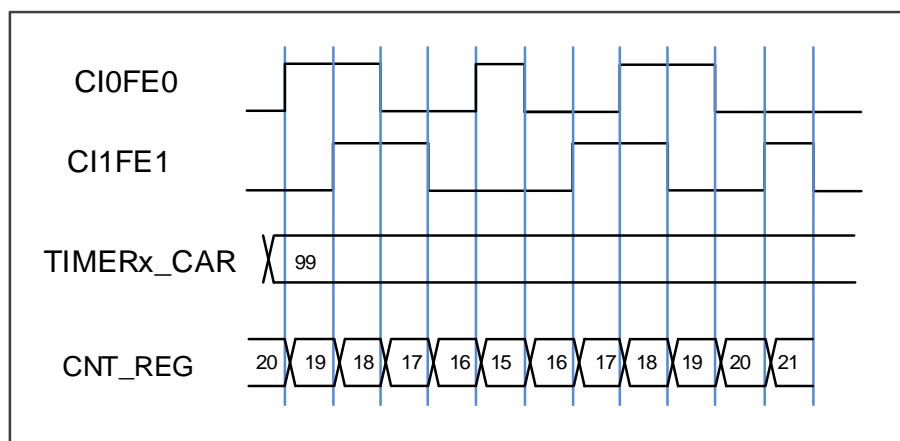 CI0FE0
CI1FE1
TIMERx_CAR 99
CNT_REG 20 19 18 17 16 15 16 17 18 19 20 21